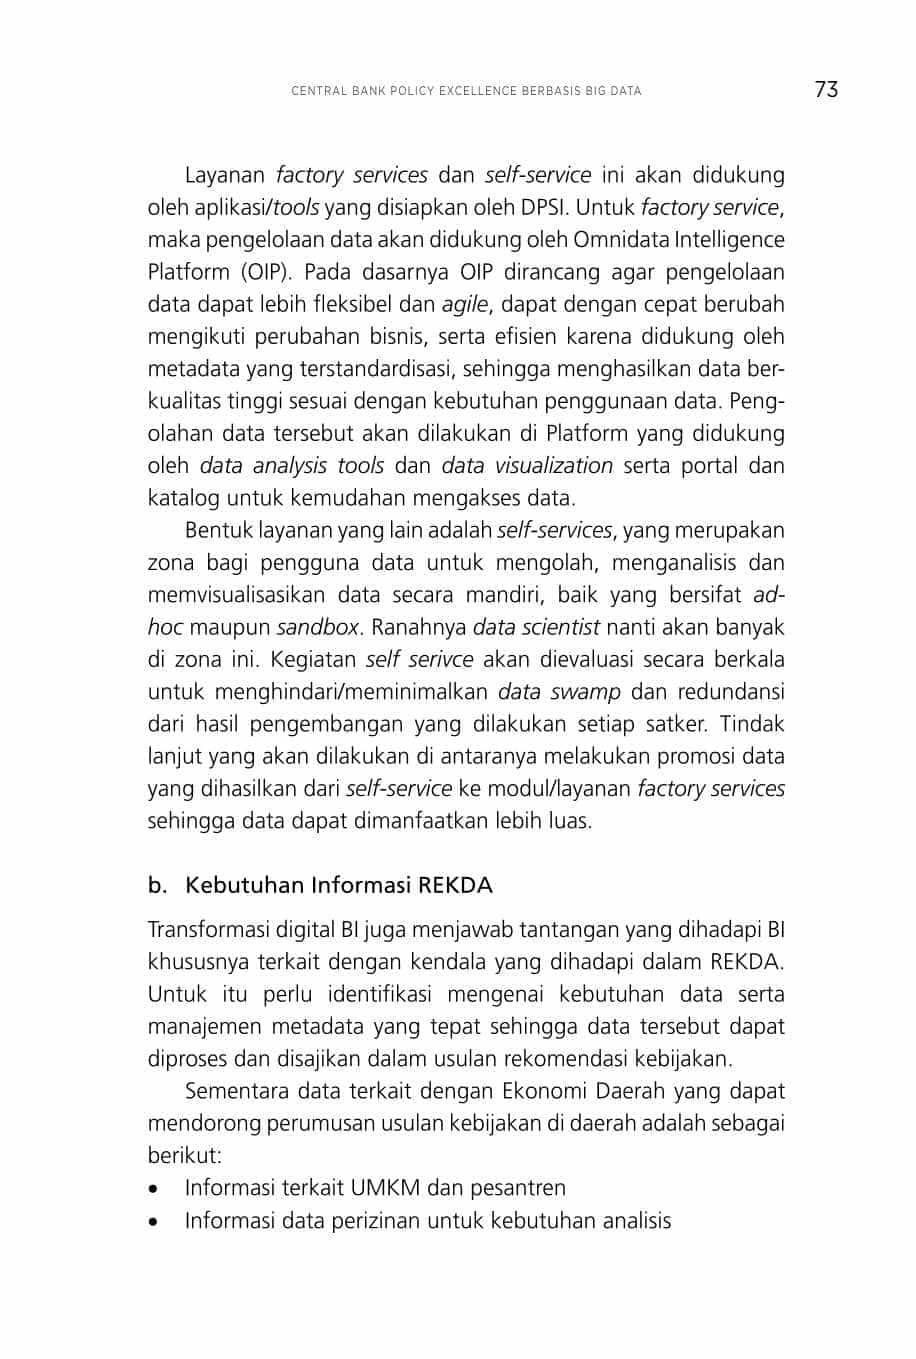 CENTRAL BANK POLICY EXCELLENCE BERBASIS BIG DATA 73
Layanan factory services dan self-service ini akan didukung
oleh aplikasi/tools yang disiapkan oleh DPSI. Untuk factory service,
maka pengelolaan data akan didukung oleh Omnidata Intelligence
Platform (OIP). Pada dasarnya OIP dirancang agar pengelolaan
data dapat lebih fleksibel dan agile, dapat dengan cepat berubah
mengikuti perubahan bisnis, serta efisien karena didukung oleh
metadata yang terstandardisasi, sehingga menghasilkan data ber-
kualitas tinggi sesuai dengan kebutuhan penggunaan data. Peng-
olahan data tersebut akan dilakukan di Platform yang didukung
oleh data analysis tools dan data visualization serta portal dan
katalog untuk kemudahan mengakses data.
Bentuk layanan yang lain adalah self-services, yang merupakan
zona bagi pengguna data untuk mengolah, menganalisis dan
memvisualisasikan data secara mandiri, baik yang bersifat ad-
hoc maupun sandbox. Ranahnya data scientist nanti akan banyak
di zona ini. Kegiatan self serivce akan dievaluasi secara berkala
untuk menghindari/meminimalkan data swamp dan redundansi
dari hasil pengembangan yang dilakukan setiap satker. Tindak
lanjut yang akan dilakukan di antaranya melakukan promosi data
yang dihasilkan dari self-service ke modul/layanan factory services
sehingga data dapat dimanfaatkan lebih luas.
b. Kebutuhan Informasi REKDA
Transformasi digital BI juga menjawab tantangan yang dihadapi BI
khususnya terkait dengan kendala yang dihadapi dalam REKDA.
Untuk itu perlu identifikasi mengenai kebutuhan data serta
manajemen metadata yang tepat sehingga data tersebut dapat
diproses dan disajikan dalam usulan rekomendasi kebijakan.
Sementara data terkait dengan Ekonomi Daerah yang dapat
mendorong perumusan usulan kebijakan di daerah adalah sebagai
berikut:
• Informasi terkait UMKM dan pesantren
• Informasi data perizinan untuk kebutuhan analisis